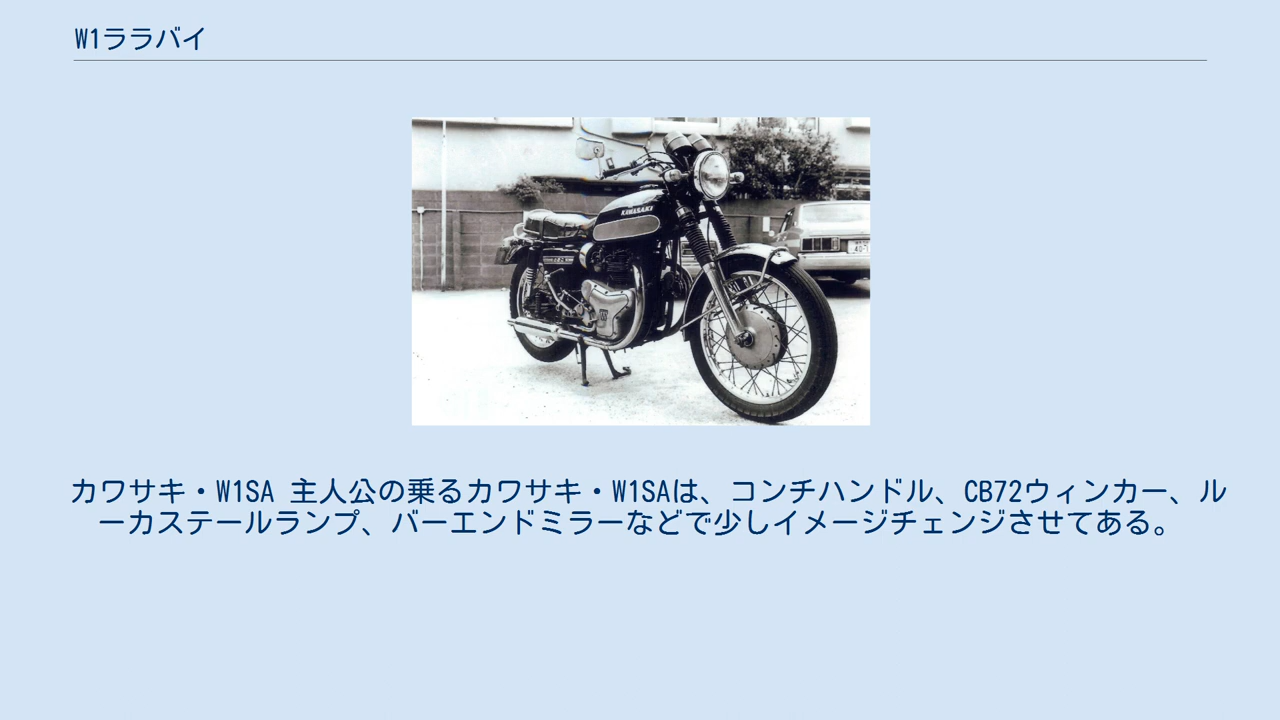 W1ララバイ
KAWASAKI
カワサキ・W1SA 主人公の乗るカワサキ・W1SAは、コンチハンドル、CB72ウィンカー、ル
ーカステールランプ、バーエンドミラーなどで少しイメージチェンジさせてある。